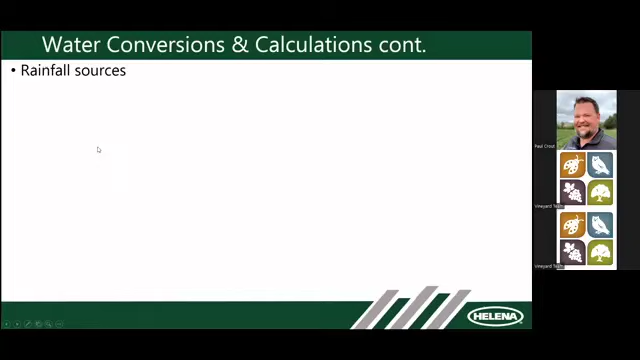 Water Conversions & Calculations cont.
• Rainfall sources
Paul Crout
Vineyard Team
Vineyard Team
HELENA